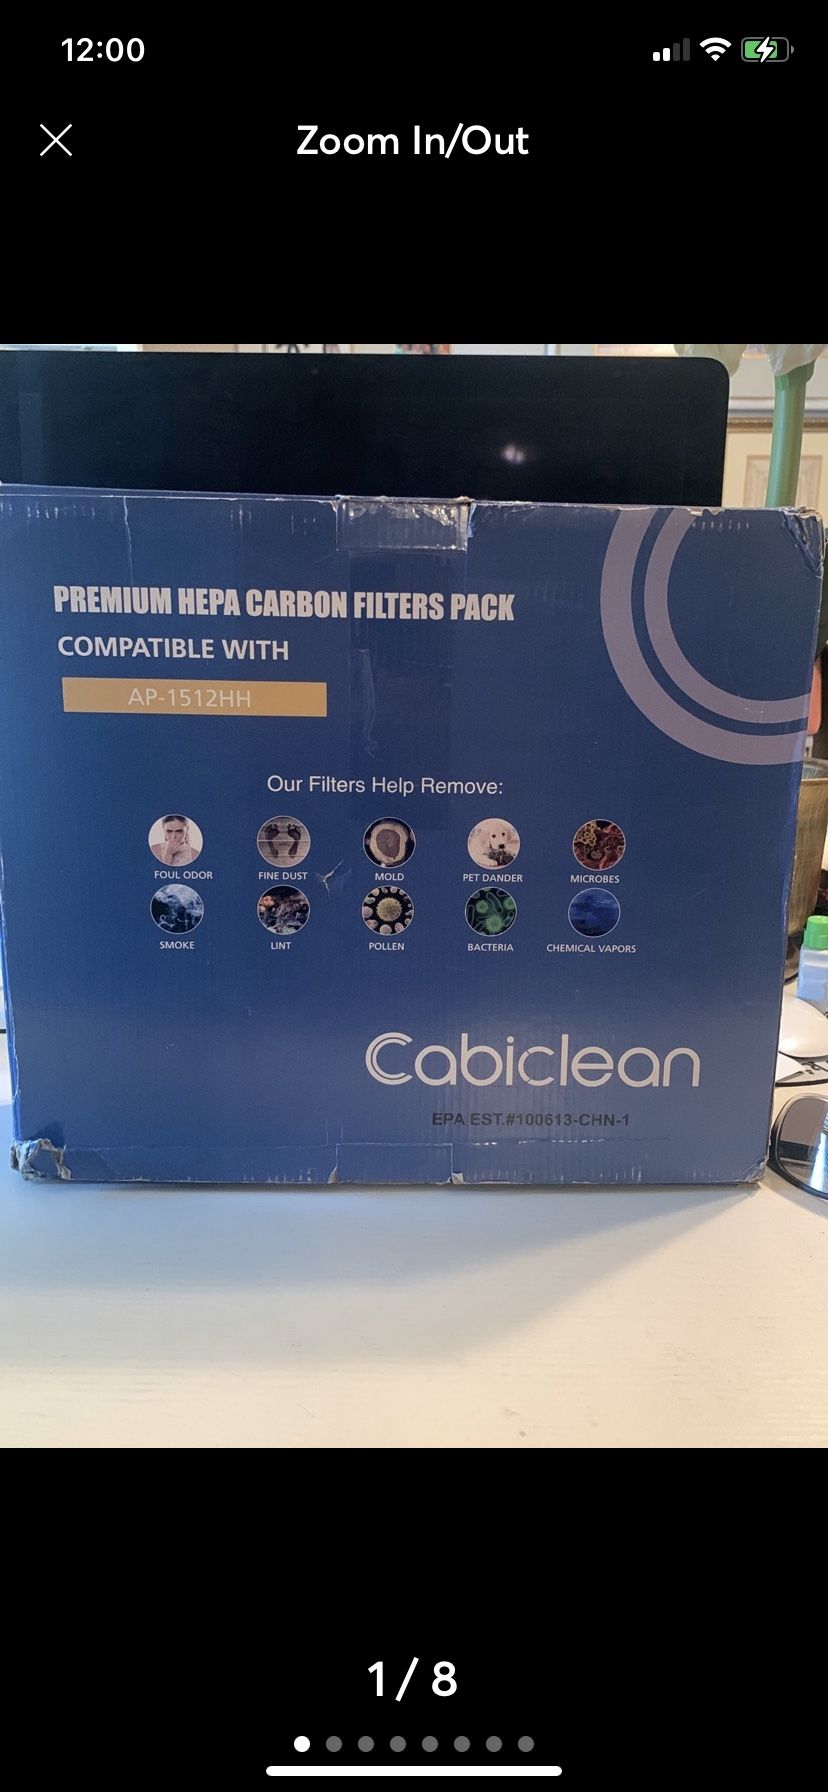 12:00
Zoom In/Out
PREMIUM HEPA CARBON FILTERS PACK
COMPATIBLE WITH
AP-1512HH
Our Filters Help Remove:
FOUL ODOR FINE DUST MOLD PET DANDER MICROBES
SMOKE LINT POLLEN BACTERIA CHEMICAL VAPORS
Cabiclean
EPA EST.#100613-CHN-1
1 / 8